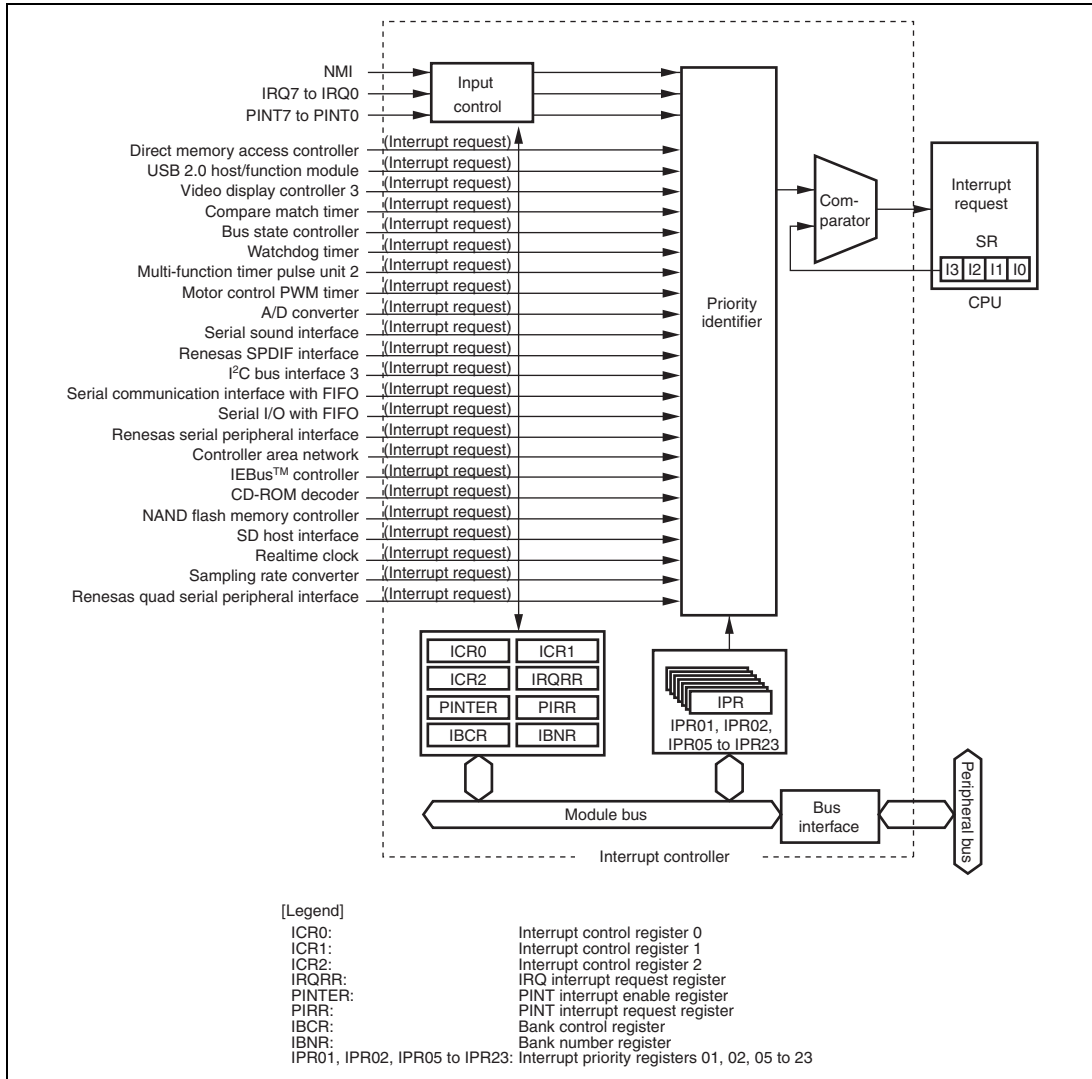 NMI
IRQ7 to IRQ0
PINT7 to PINT0
Input
control
Direct memory access controller (Interrupt request)
USB 2.0 host/function module (Interrupt request)
Video display controller 3 (Interrupt request)
Compare match timer (Interrupt request)
Bus state controller (Interrupt request)
Watchdog timer (Interrupt request)
Multi-function timer pulse unit 2 (Interrupt request)
Motor control PWM timer (Interrupt request)
A/D converter (Interrupt request)
Serial sound interface (Interrupt request)
Renesas SPDIF interface (Interrupt request)
I²C bus interface 3 (Interrupt request)
Serial communication interface with FIFO (Interrupt request)
Serial I/O with FIFO (Interrupt request)
Renesas serial peripheral interface (Interrupt request)
Controller area network (Interrupt request)
IEBus™ controller (Interrupt request)
CD-ROM decoder (Interrupt request)
NAND flash memory controller (Interrupt request)
SD host interface (Interrupt request)
Realtime clock (Interrupt request)
Sampling rate converter (Interrupt request)
Renesas quad serial peripheral interface (Interrupt request)
Priority
identifier
Com-
parator
Interrupt
request
SR
I3 I2 I1 I0
CPU
ICR0 ICR1
ICR2 IRQRR
PINTER PIRR
IBCR IBNR
IPR
IPR01, IPR02,
IPR05 to IPR23
Module bus
Bus
interface
Peripheral bus
Interrupt controller
[Legend]
ICR0: Interrupt control register 0
ICR1: Interrupt control register 1
ICR2: Interrupt control register 2
IRQRR: IRQ interrupt request register
PINTER: PINT interrupt enable register
PIRR: PINT interrupt request register
IBCR: Bank control register
IBNR: Bank number register
IPR01, IPR02, IPR05 to IPR23: Interrupt priority registers 01, 02, 05 to 23